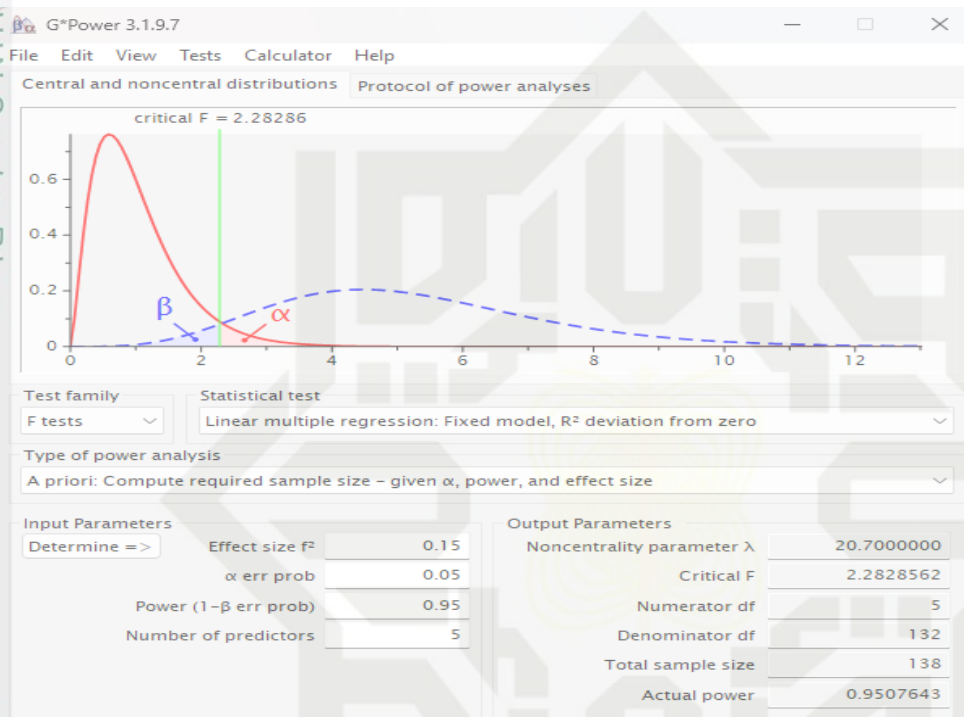 G*Power 3.1.9.7
File Edit View Tests Calculator Help
Central and noncentral distributions Protocol of power analyses
critical F = 2.28286
0.6
0.4
0.2
0
β α
0 2 4 6 8 10 12
Test family Statistical test
F tests Linear multiple regression: Fixed model, R² deviation from zero
Type of power analysis
A priori: Compute required sample size – given α, power, and effect size
Input Parameters Output Parameters
Determine => Effect size f² 0.15 Noncentrality parameter λ 20.7000000
α err prob 0.05 Critical F 2.2828562
Power (1-β err prob) 0.95 Numerator df 5
Number of predictors 5 Denominator df 132
Total sample size 138
Actual power 0.9507643